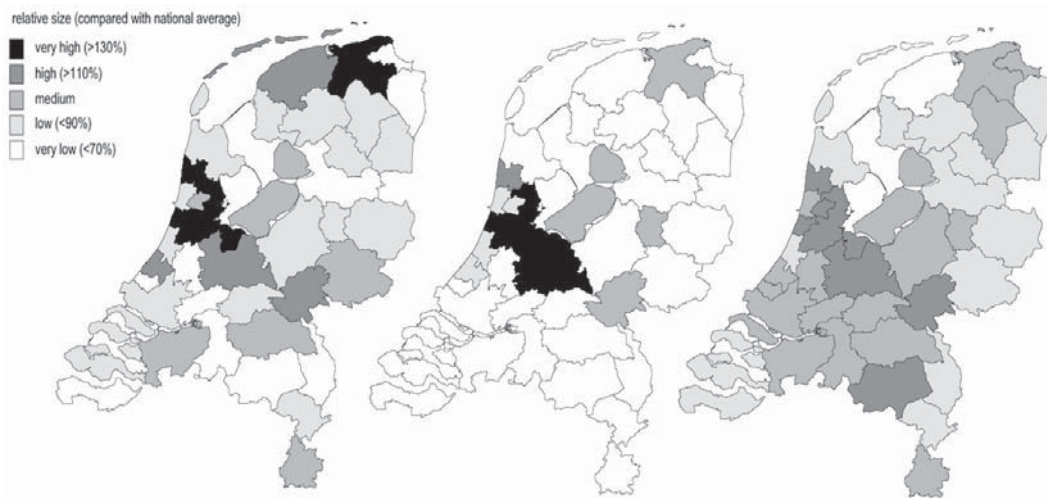 relative size (compared with national average)
very high (>130%)
high (>110%)
medium
low (<90%)
very low (<70%)